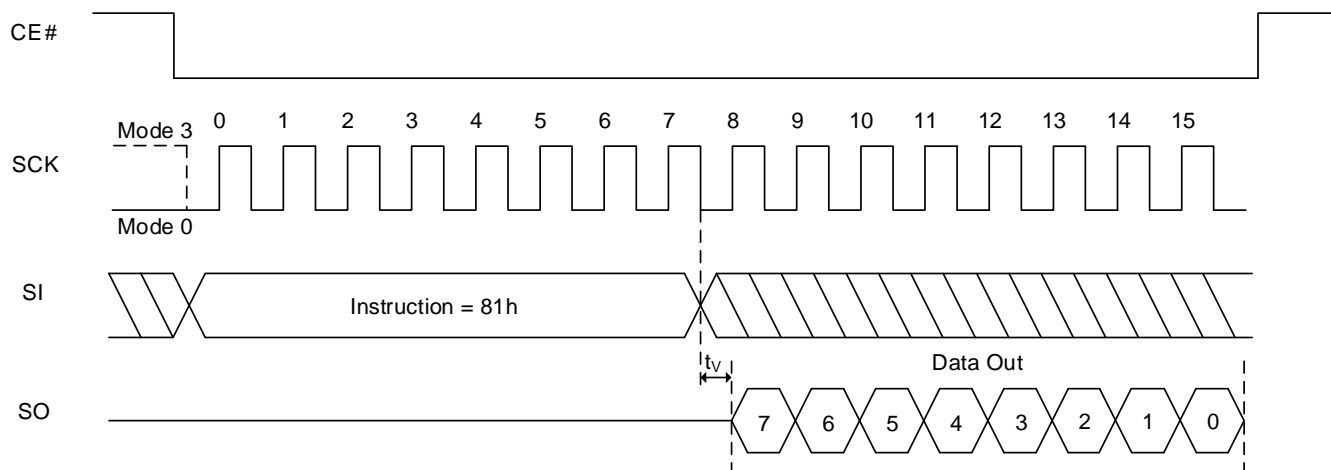 CE#
0 1 2 3 4 5 6 7 8 9 10 11 12 13 14 15
Mode 3
SCK
Mode 0
SI
Instruction = 81h
tV
Data Out
SO
7 6 5 4 3 2 1 0